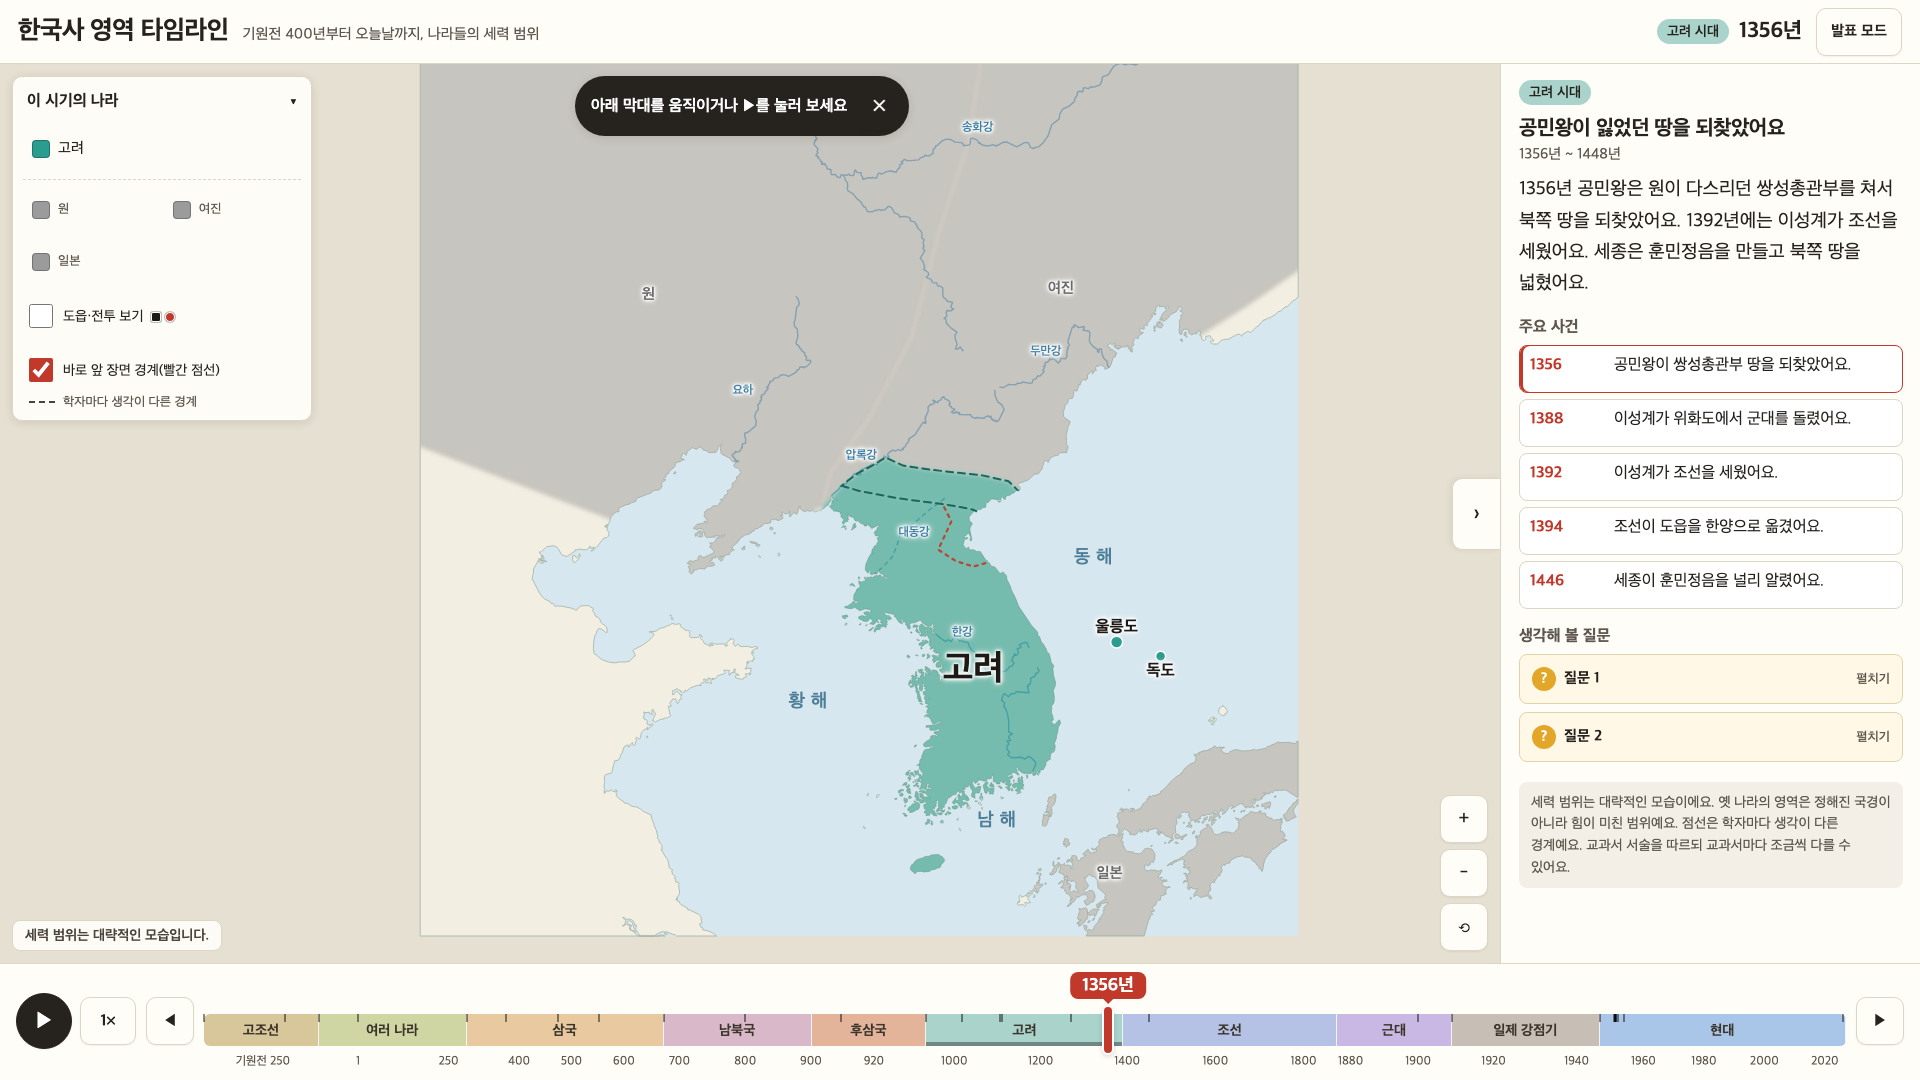 한국사 영역 타임라인
기원전 400년부터 오늘날까지, 나라들의 세력 범위
고려 시대
1356년
발표 모드
이 시기의 나라
고려
원
여진
일본
도읍·전투 보기
바로 앞 장면 경계(빨간 점선)
학자마다 생각이 다른 경계
아래 막대를 움직이거나 ▶를 눌러 보세요 ✕
송화강
원
여진
두만강
요하
압록강
대동강
동 해
울릉도
한강
고려
독도
황 해
남 해
일본
세력 범위는 대략적인 모습입니다.
›
+
−
⟲
고려 시대
공민왕이 잃었던 땅을 되찾았어요
1356년 ~ 1448년
1356년 공민왕은 원이 다스리던 쌍성총관부를 쳐서
북쪽 땅을 되찾았어요. 1392년에는 이성계가 조선을
세웠어요. 세종은 훈민정음을 만들고 북쪽 땅을
넓혔어요.
주요 사건
1356 공민왕이 쌍성총관부 땅을 되찾았어요.
1388 이성계가 위화도에서 군대를 돌렸어요.
1392 이성계가 조선을 세웠어요.
1394 조선이 도읍을 한양으로 옮겼어요.
1446 세종이 훈민정음을 널리 알렸어요.
생각해 볼 질문
? 질문 1 펼치기
? 질문 2 펼치기
세력 범위는 대략적인 모습이에요. 옛 나라의 영역은 정해진 국경이
아니라 힘이 미친 범위예요. 점선은 학자마다 생각이 다른
경계예요. 교과서 서술을 따르되 교과서마다 조금씩 다를 수
있어요.
1356년
1×
고조선 여러 나라 삼국 남북국 후삼국 고려 조선 근대 일제 강점기 현대
기원전 250 1 250 400 500 600 700 800 900 920 1000 1200 1400 1600 1800 1880 1900 1920 1940 1960 1980 2000 2020